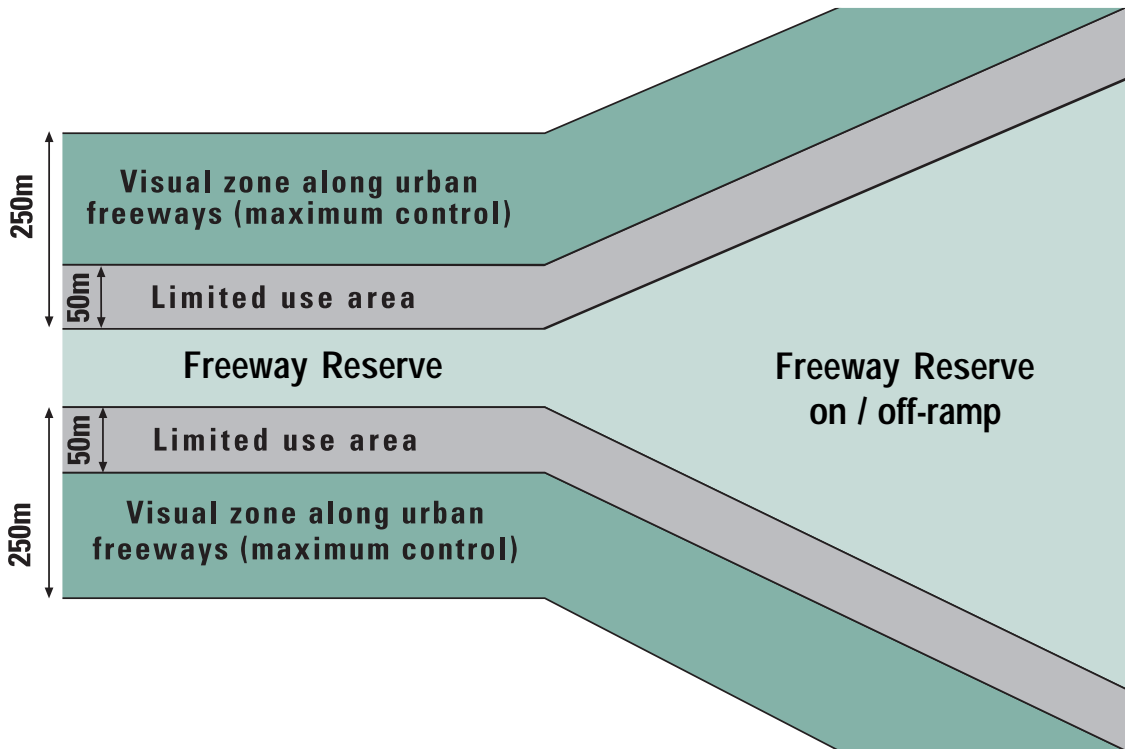 250m
Visual zone along urban
freeways (maximum control)
50m
Limited use area
Freeway Reserve
Freeway Reserve
on / off-ramp
50m
Limited use area
250m
Visual zone along urban
freeways (maximum control)